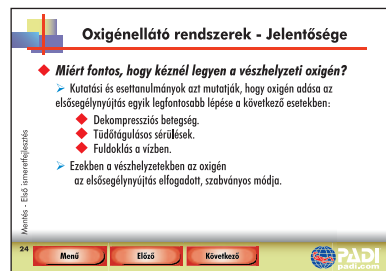 Oxigénellátó rendszerek - Jelentősége
Miért fontos, hogy kéznél legyen a vészhelyzeti oxigén?
Kutatási és esettanulmányok azt mutatják, hogy oxigén adása az
elsősegélynyújtás egyik legfontosabb lépése a következő esetekben:
Dekompressziós betegség.
Tüdőtágulásos sérülések.
Fuldoklás a vízben.
Ezekben a vészhelyzetekben az oxigén
az elsősegélynyújtás elfogadott, szabványos módja.
Mentés - Első ismeretfejlesztés
24
Menü
Előző
Következő
PADI
padi.com